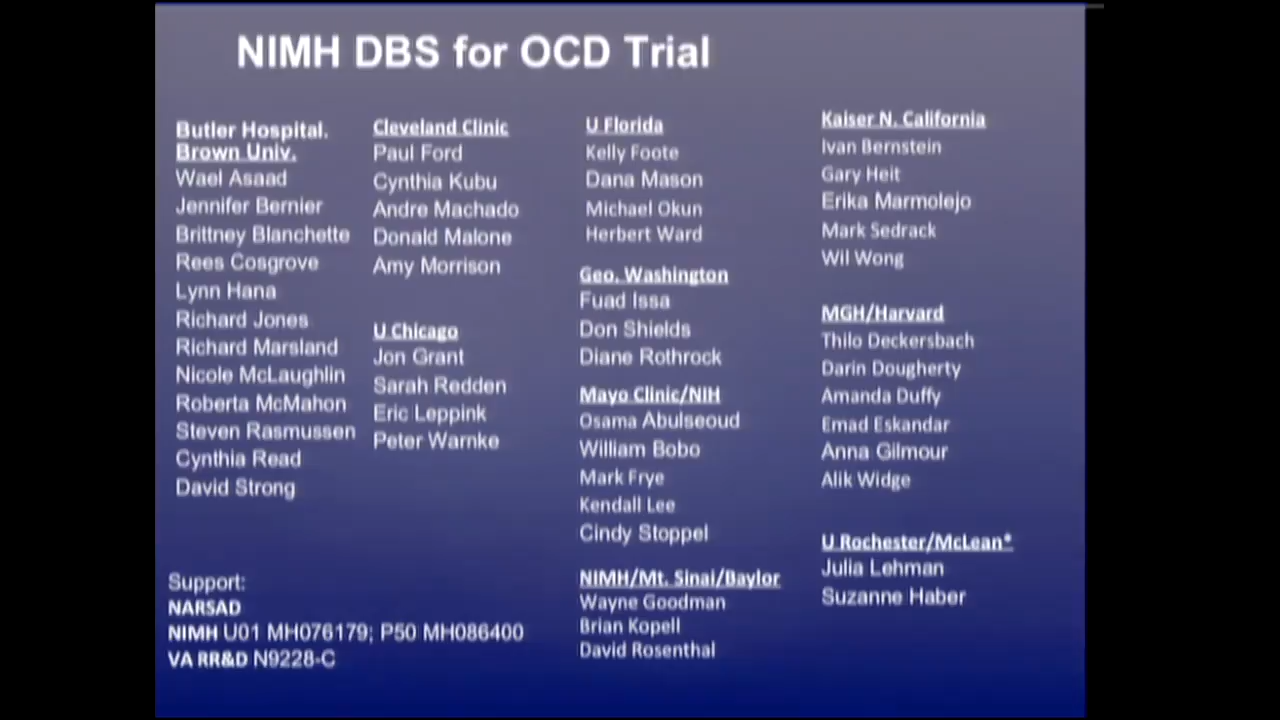 NIMH DBS for OCD Trial
Butler Hospital.
Brown Univ.
Wael Asaad
Jennifer Bernier
Brittney Blanchette
Rees Cosgrove
Lynn Hana
Richard Jones
Richard Marsland
Nicole McLaughlin
Roberta McMahon
Steven Rasmussen
Cynthia Read
David Strong
Cleveland Clinic
Paul Ford
Cynthia Kubu
Andre Machado
Donald Malone
Amy Morrison
U Chicago
Jon Grant
Sarah Redden
Eric Leppink
Peter Warnke
U Florida
Kelly Foote
Dana Mason
Michael Okun
Herbert Ward
Geo. Washington
Fuad Issa
Don Shields
Diane Rothrock
Mayo Clinic/NIH
Osama Abulseoud
William Bobo
Mark Frye
Kendall Lee
Cindy Stoppel
NIMH/Mt. Sinai/Baylor
Wayne Goodman
Brian Kopell
David Rosenthal
Kaiser N. California
Ivan Bernstein
Gary Heit
Erika Marmolejo
Mark Sedrack
Wil Wong
MGH/Harvard
Thilo Deckersbach
Darin Dougherty
Amanda Duffy
Emad Eskandar
Anna Gilmour
Alik Widge
U Rochester/McLean*
Julia Lehman
Suzanne Haber
Support:
NARSAD
NIMH U01 MH076179; P50 MH086400
VA RR&D N9228-C